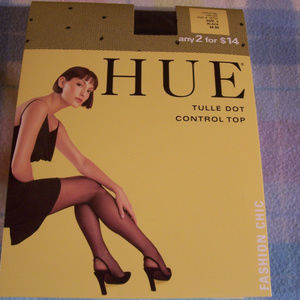 any 2 for $14
HUE
TULLE DOT
CONTROL TOP
FASHION CHIC